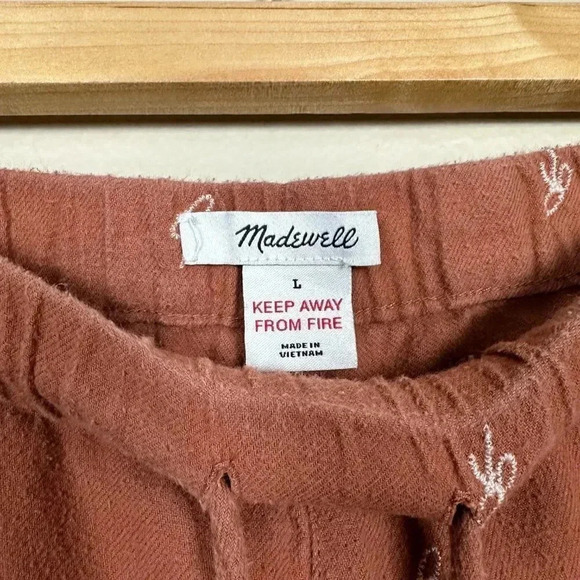 Madewell
L
KEEP AWAY
FROM FIRE
MADE IN
VIETNAM